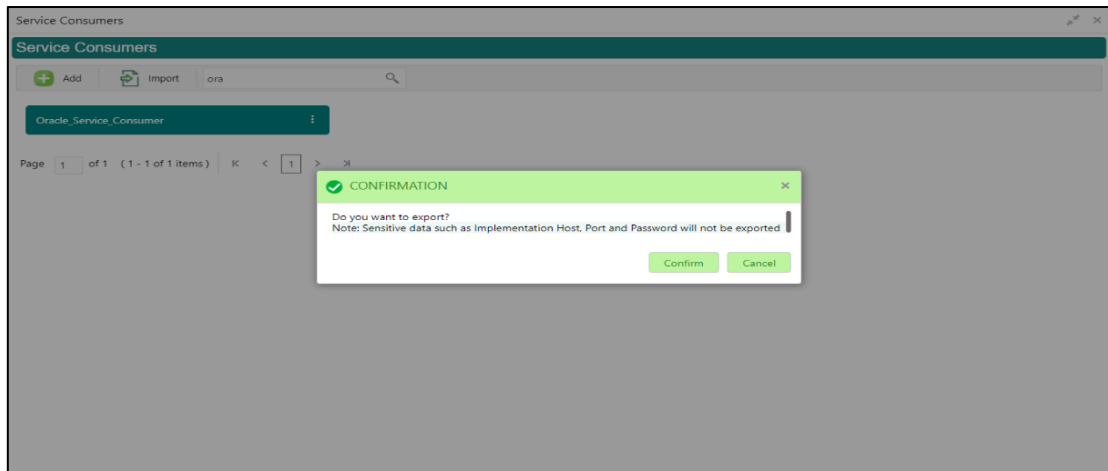 Service Consumers
Service Consumers
Add Import ora
Oracle_Service_Consumer
Page 1 of 1 (1 - 1 of 1 items) K < 1 > >|
CONFIRMATION
Do you want to export?
Note: Sensitive data such as Implementation Host, Port and Password will not be exported
Confirm Cancel